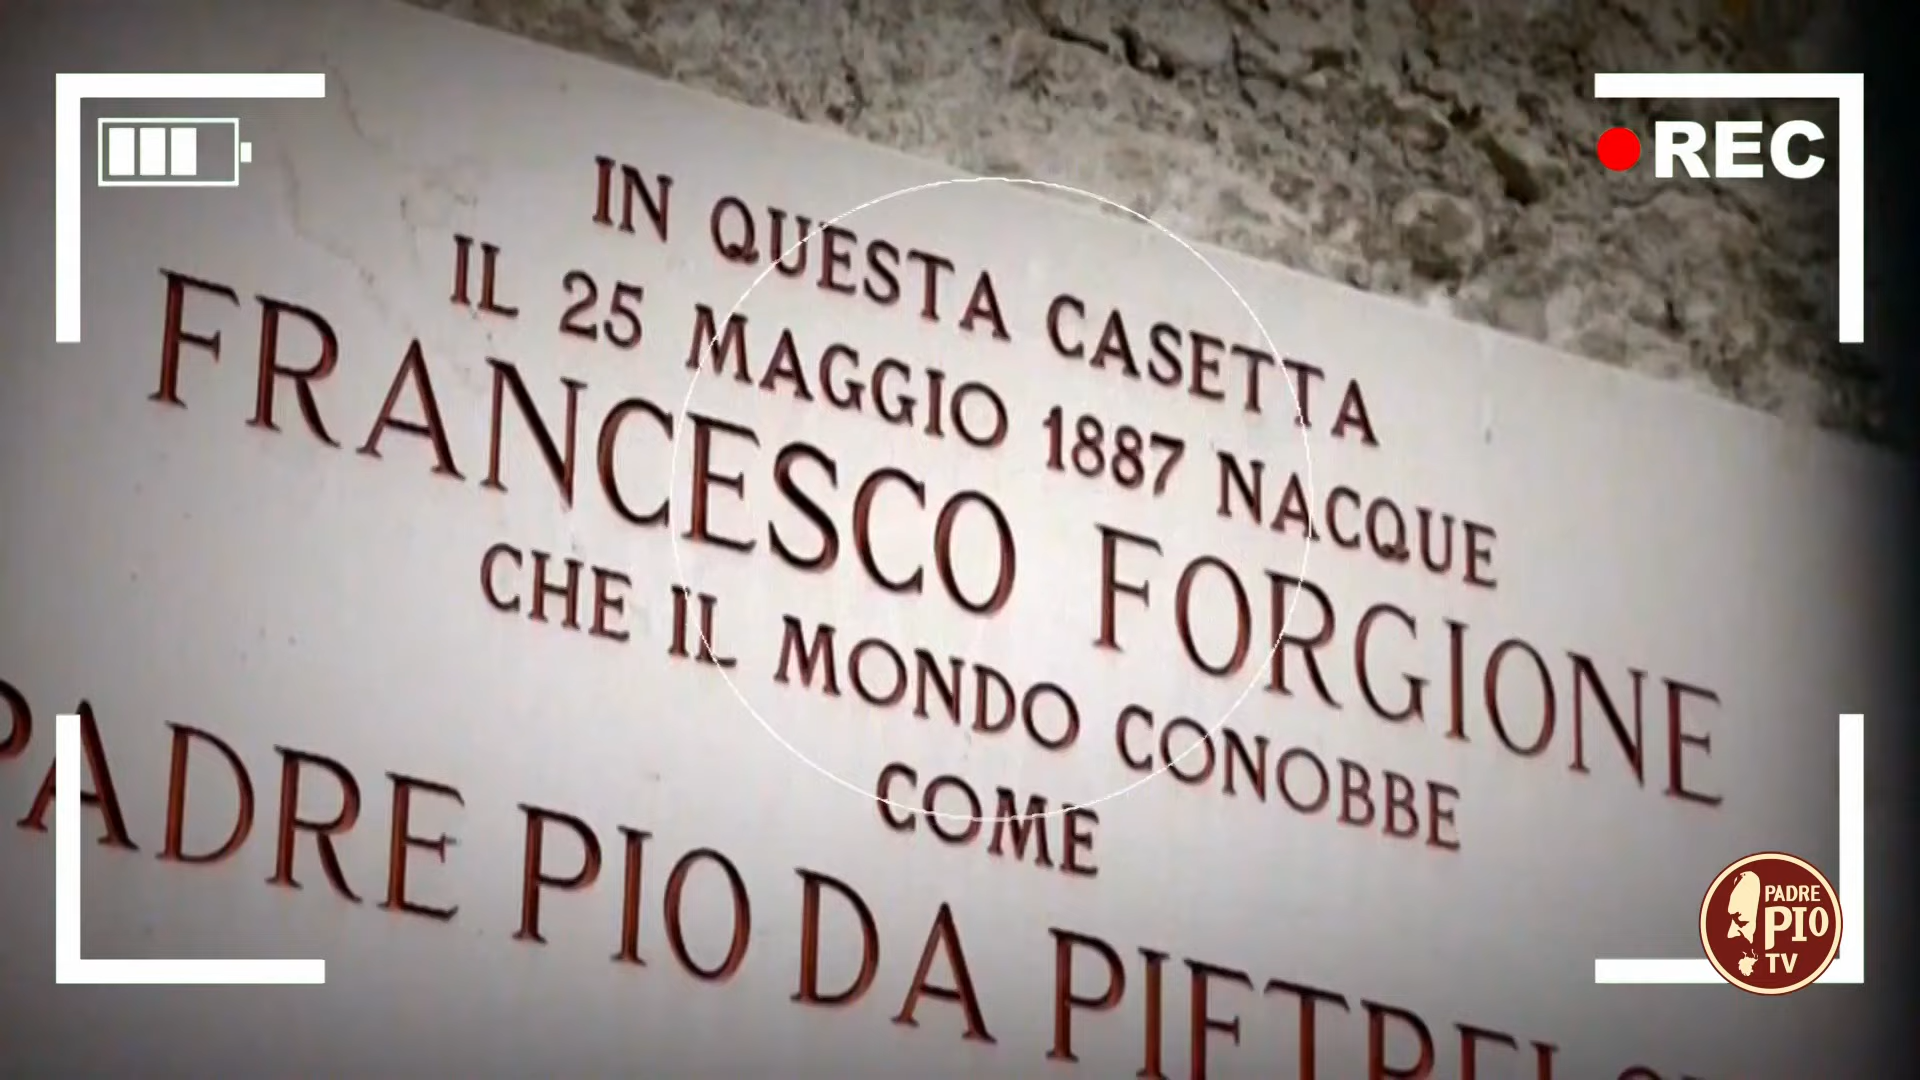 REC
IN QUESTA CASETTA
IL 25 MAGGIO 1887 NACQUE
FRANCESCO FORGIONE
CHE IL MONDO CONOBBE
COME
PADRE PIO DA
PADRE
PIO
TV